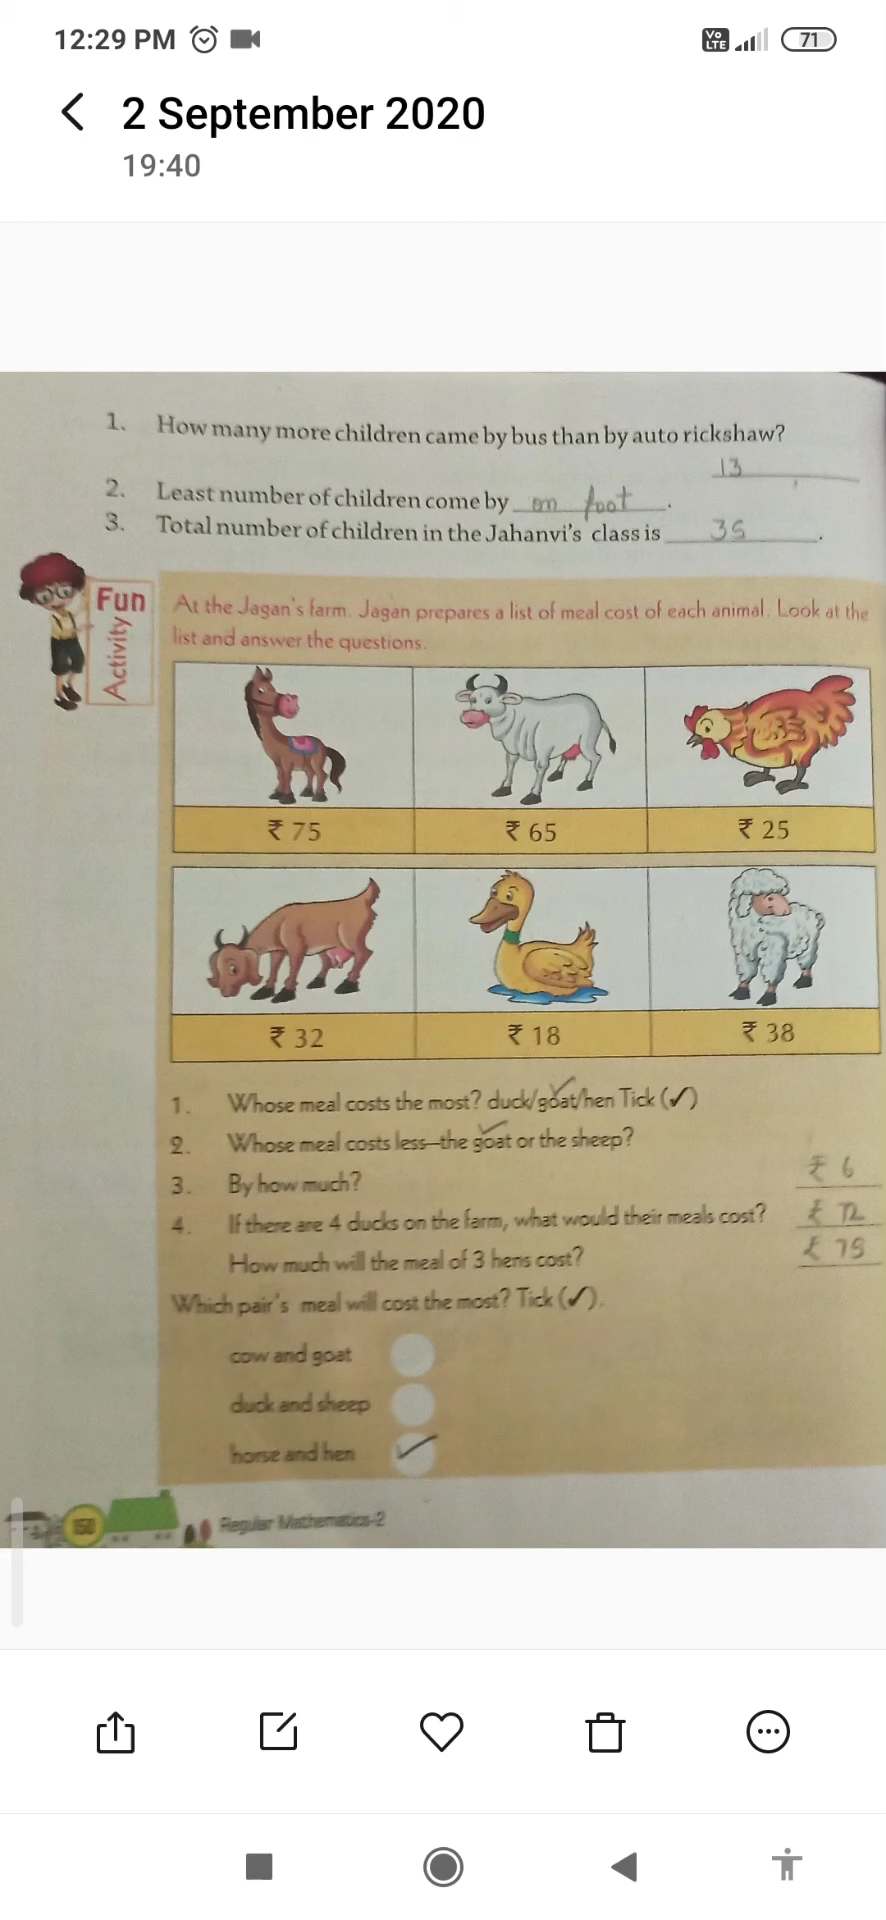 12:29 PM
Vo LTE 71
2 September 2020
19:40
1. How many more children came by bus than by auto rickshaw?
13
2. Least number of children come by on foot.
3. Total number of children in the Jahanvi's class is 35.
Fun Activity
At the Jagan's farm. Jagan prepares a list of meal cost of each animal. Look at the
list and answer the questions.
₹ 75 ₹ 65 ₹ 25
₹ 32 ₹ 18 ₹ 38
1. Whose meal costs the most? duck/goat/hen Tick (✓)
2. Whose meal costs less—the goat or the sheep?
3. By how much? ₹ 6
4. If there are 4 ducks on the farm, what would their meals cost? ₹ 72
How much will the meal of 3 hens cost? ₹ 75
Which pair's meal will cost the most? Tick (✓).
cow and goat
duck and sheep
horse and hen ✓
150 Regular Mathematics-2